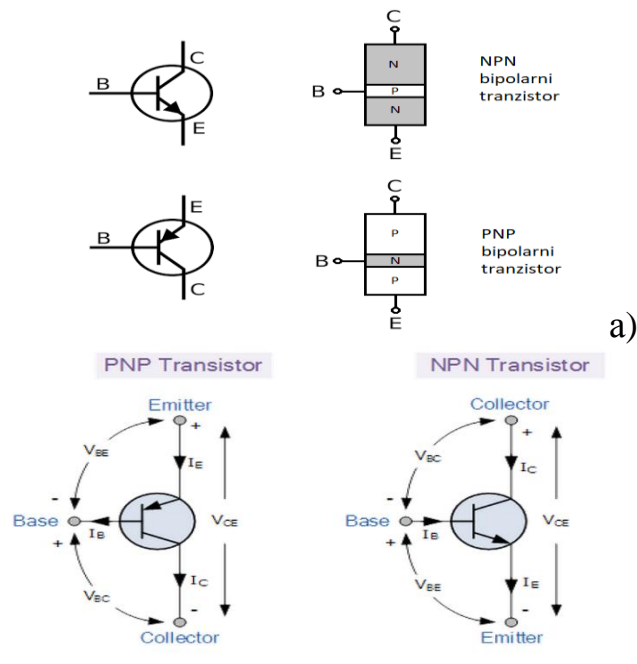 C
B
E
C
N
B
P
N
E
NPN
bipolarni
tranzistor
E
B
C
C
P
B
N
P
E
PNP
bipolarni
tranzistor
a)
PNP Transistor
Emitter
+
VBE
IE
-
Base
IB
VCE
+
IC
VBC
-
Collector
NPN Transistor
Collector
+
VBC
IC
-
Base
IB
VCE
+
IE
VBE
-
Emitter